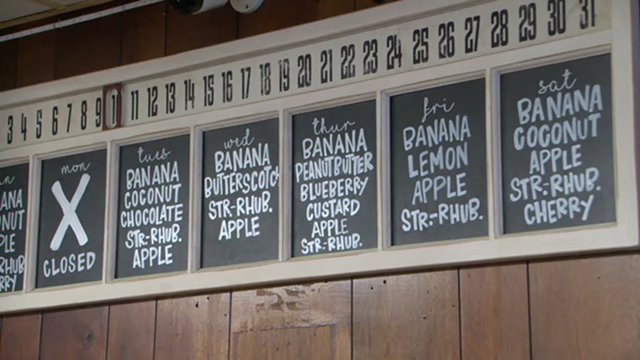 3 4 5 6 7 8 9 1 11 12 13 14 15 16 17 18 19 20 21 22 23 24 25 26 27 28 29 30 31
mon
X
CLOSED
tues
BANANA
COCONUT
CHOCOLATE
STR.-RHUB.
APPLE
wed
BANANA
BUTTERSCOTCH
STR-RHUB.
APPLE
thur
BANANA
PEANUT BUTTER
BLUEBERRY
CUSTARD
APPLE
STR-RHUB.
fri
BANANA
LEMON
APPLE
STR.-RHUB.
sat
BANANA
COCONUT
APPLE
STR-RHUB.
CHERRY